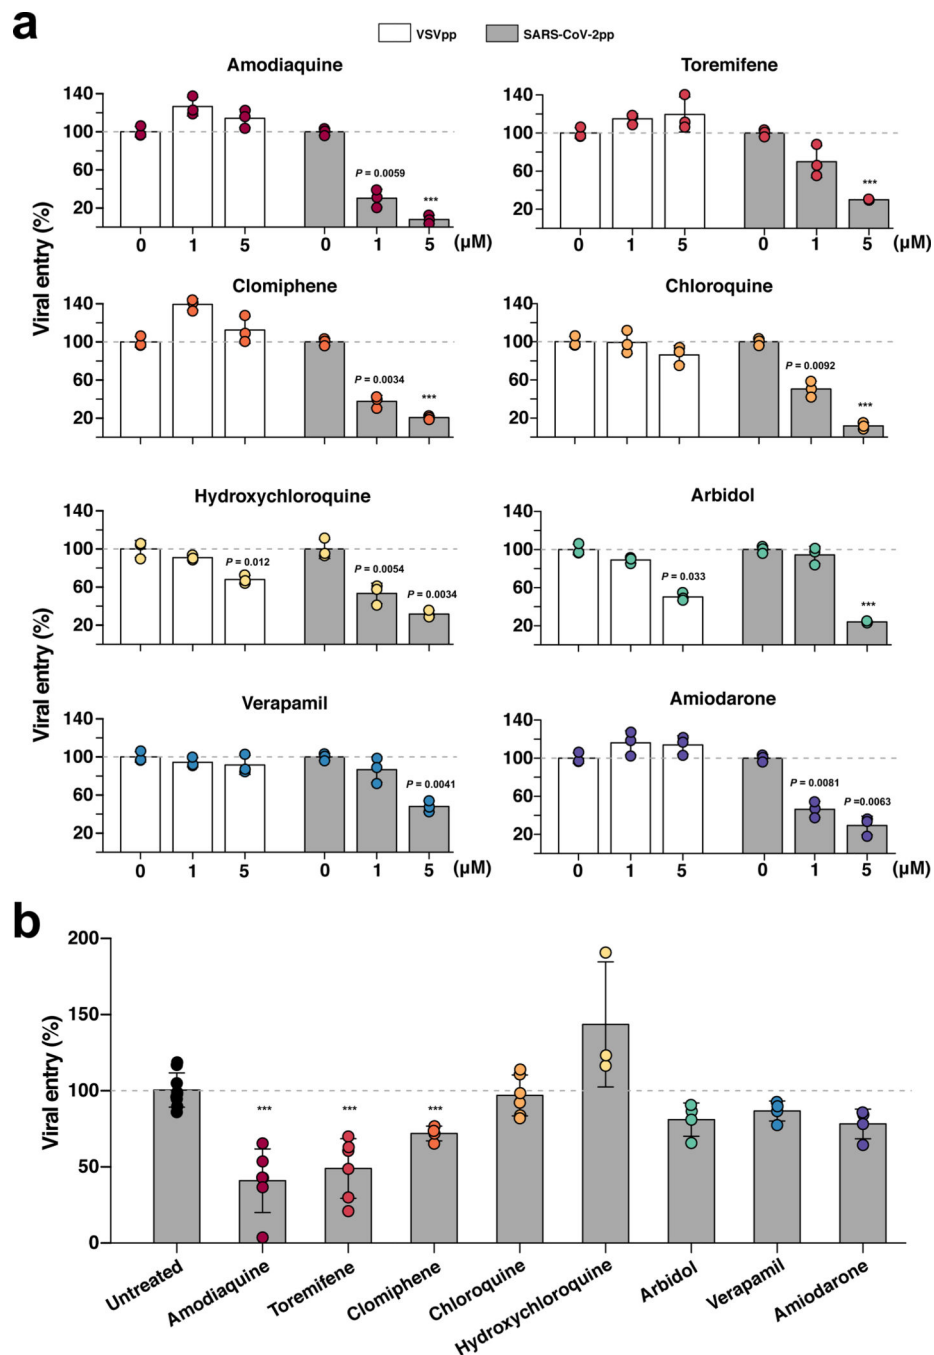 a
VSVpp SARS-CoV-2pp
Amodiaquine
Viral entry (%)
140
100
60
20
P = 0.0059
***
0 1 5 0 1 5 (µM)
Toremifene
140
100
60
20
***
0 1 5 0 1 5 (µM)
Clomiphene
140
100
60
20
P = 0.0034
***
Chloroquine
140
100
60
20
P = 0.0092
***
Hydroxychloroquine
Viral entry (%)
140
100
60
20
P = 0.012
P = 0.0054
P = 0.0034
Arbidol
140
100
60
20
P = 0.033
***
Verapamil
140
100
60
20
P = 0.0041
0 1 5 0 1 5 (µM)
Amiodarone
140
100
60
20
P = 0.0081
P =0.0063
0 1 5 0 1 5 (µM)
b
Viral entry (%)
200
150
100
50
0
*** *** ***
Untreated
Amodiaquine
Toremifene
Clomiphene
Chloroquine
Hydroxychloroquine
Arbidol
Verapamil
Amiodarone